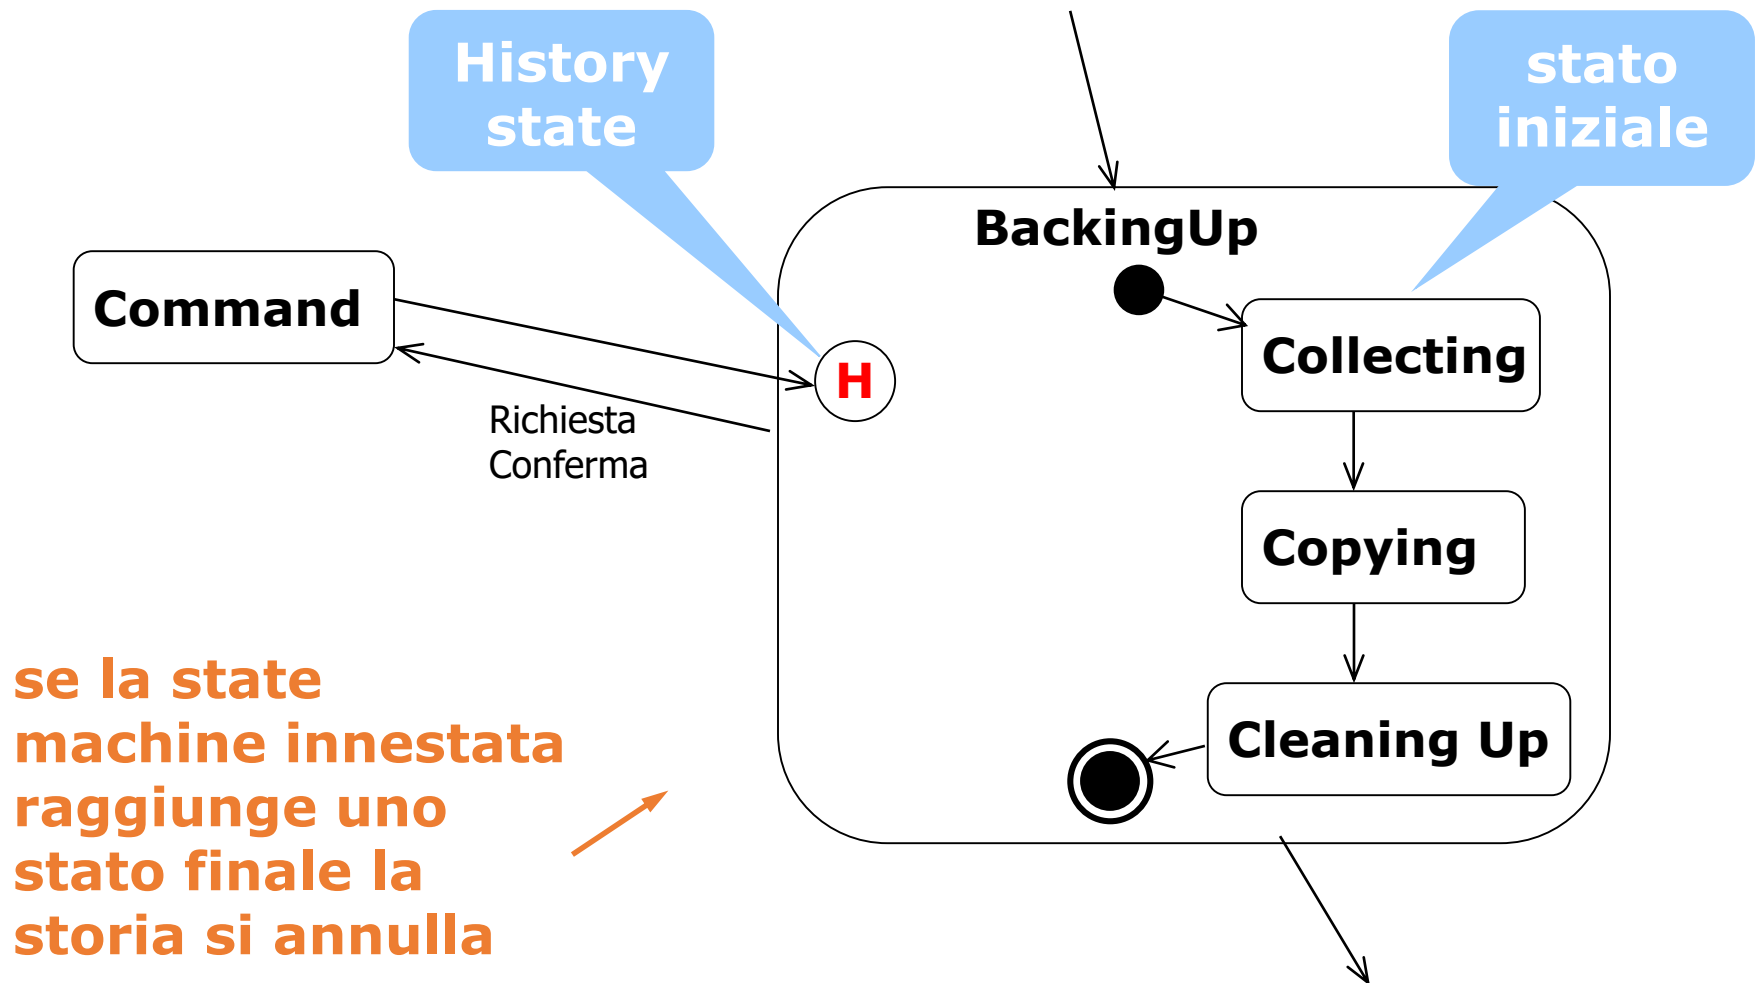 History
state
stato
iniziale
BackingUp
Command
H
Collecting
Richiesta
Conferma
Copying
Cleaning Up
se la state
machine innestata
raggiunge uno
stato finale la
storia si annulla